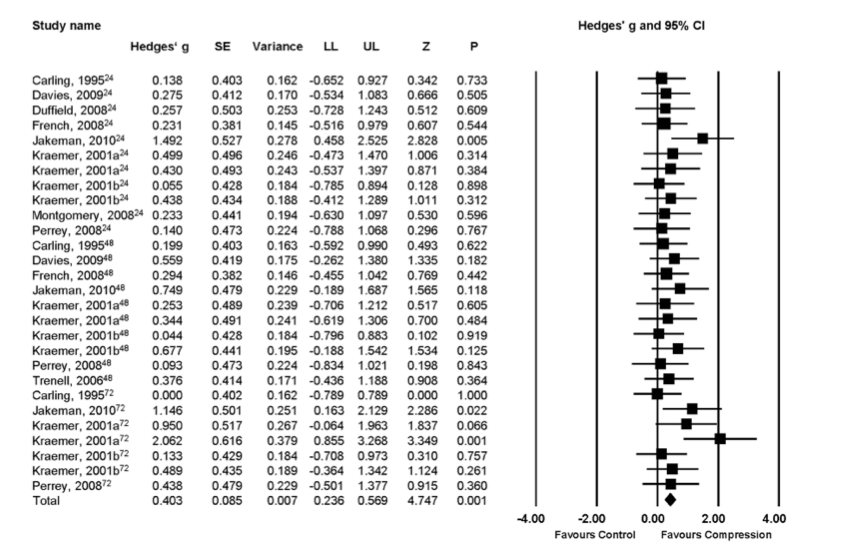 Study name Hedges' g and 95% CI
Hedges' g SE Variance LL UL Z P
Carling, 1995²⁴ 0.138 0.403 0.162 -0.652 0.927 0.342 0.733
Davies, 2009²⁴ 0.275 0.412 0.170 -0.534 1.083 0.666 0.505
Duffield, 2008²⁴ 0.257 0.503 0.253 -0.728 1.243 0.512 0.609
French, 2008²⁴ 0.231 0.381 0.145 -0.516 0.979 0.607 0.544
Jakeman, 2010²⁴ 1.492 0.527 0.278 0.458 2.525 2.828 0.005
Kraemer, 2001a²⁴ 0.499 0.496 0.246 -0.473 1.470 1.006 0.314
Kraemer, 2001a²⁴ 0.430 0.493 0.243 -0.537 1.397 0.871 0.384
Kraemer, 2001b²⁴ 0.055 0.428 0.184 -0.785 0.894 0.128 0.898
Kraemer, 2001b²⁴ 0.438 0.434 0.188 -0.412 1.289 1.011 0.312
Montgomery, 2008²⁴ 0.233 0.441 0.194 -0.630 1.097 0.530 0.596
Perrey, 2008²⁴ 0.140 0.473 0.224 -0.788 1.068 0.296 0.767
Carling, 1995⁴⁸ 0.199 0.403 0.163 -0.592 0.990 0.493 0.622
Davies, 2009⁴⁸ 0.559 0.419 0.175 -0.262 1.380 1.335 0.182
French, 2008⁴⁸ 0.294 0.382 0.146 -0.455 1.042 0.769 0.442
Jakeman, 2010⁴⁸ 0.749 0.479 0.229 -0.189 1.687 1.565 0.118
Kraemer, 2001a⁴⁸ 0.253 0.489 0.239 -0.706 1.212 0.517 0.605
Kraemer, 2001a⁴⁸ 0.344 0.491 0.241 -0.619 1.306 0.700 0.484
Kraemer, 2001b⁴⁸ 0.044 0.428 0.184 -0.796 0.883 0.102 0.919
Kraemer, 2001b⁴⁸ 0.677 0.441 0.195 -0.188 1.542 1.534 0.125
Perrey, 2008⁴⁸ 0.093 0.473 0.224 -0.834 1.021 0.198 0.843
Trenell, 2006⁴⁸ 0.376 0.414 0.171 -0.436 1.188 0.908 0.364
Carling, 1995⁷² 0.000 0.402 0.162 -0.789 0.789 0.000 1.000
Jakeman, 2010⁷² 1.146 0.501 0.251 0.163 2.129 2.286 0.022
Kraemer, 2001a⁷² 0.950 0.517 0.267 -0.064 1.963 1.837 0.066
Kraemer, 2001a⁷² 2.062 0.616 0.379 0.855 3.268 3.349 0.001
Kraemer, 2001b⁷² 0.133 0.429 0.184 -0.708 0.973 0.310 0.757
Kraemer, 2001b⁷² 0.489 0.435 0.189 -0.364 1.342 1.124 0.261
Perrey, 2008⁷² 0.438 0.479 0.229 -0.501 1.377 0.915 0.360
Total 0.403 0.085 0.007 0.236 0.569 4.747 0.001
-4.00 -2.00 0.00 2.00 4.00
Favours Control Favours Compression